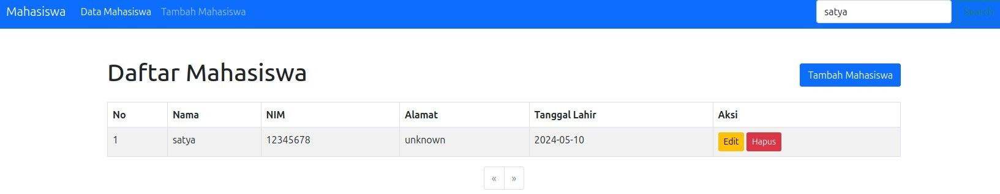 Mahasiswa Data Mahasiswa Tambah Mahasiswa satya Search
Daftar Mahasiswa Tambah Mahasiswa
No Nama NIM Alamat Tanggal Lahir Aksi
1 satya 12345678 unknown 2024-05-10 Edit Hapus
« »